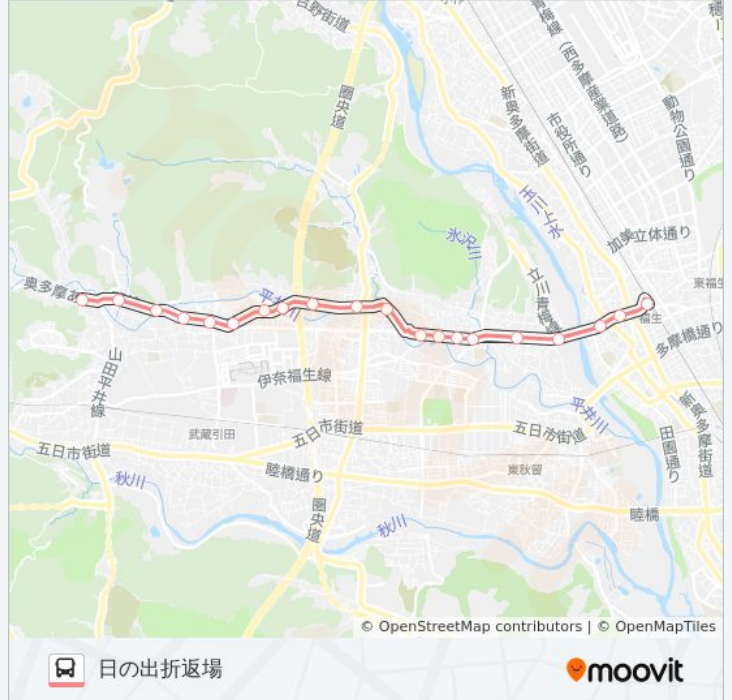 吉野街道
圏央道
新奥多摩街道
青梅線(西多摩産業道路)
市役所通り
動物公園通り
玉川上水
加美立体通り
氷沢川
立川青梅線
東福生
奥多摩あ
平井川
福生
多摩橋通り
山田平井線
伊奈福生線
平井川
新奥多摩街道
武蔵引田
五日市街道
五日市街道
田園通り
五日市街道
睦橋通り
東秋留
秋川
圏央道
秋川
睦橋
© OpenStreetMap contributors | © OpenMapTiles
日の出折返場
moovit